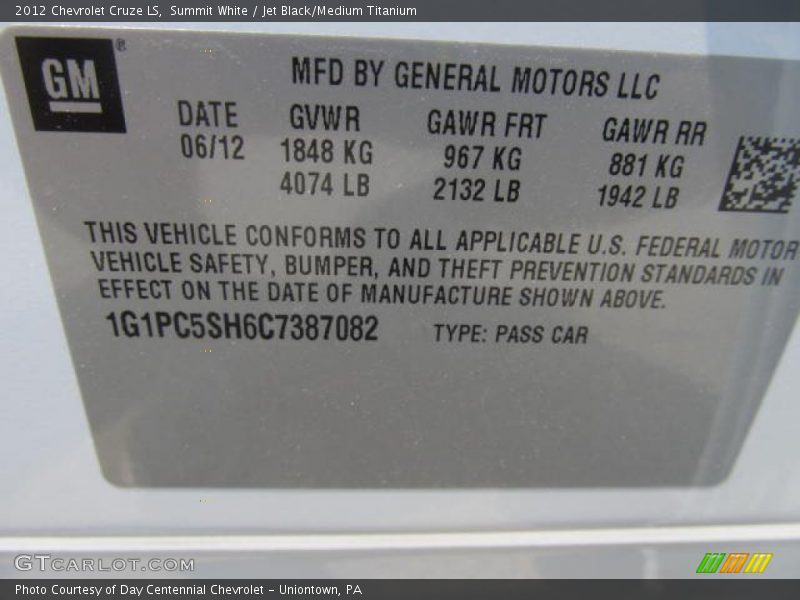 2012 Chevrolet Cruze LS,  Summit White / Jet Black/Medium Titanium
GM ®
MFD BY GENERAL MOTORS LLC
DATE GVWR GAWR FRT GAWR RR
06/12 1848 KG 967 KG 881 KG
4074 LB 2132 LB 1942 LB
THIS VEHICLE CONFORMS TO ALL APPLICABLE U.S. FEDERAL MOTOR
VEHICLE SAFETY, BUMPER, AND THEFT PREVENTION STANDARDS IN
EFFECT ON THE DATE OF MANUFACTURE SHOWN ABOVE.
1G1PC5SH6C7387082 TYPE: PASS CAR
GTCARLOT.COM
Photo Courtesy of Day Centennial Chevrolet - Uniontown, PA